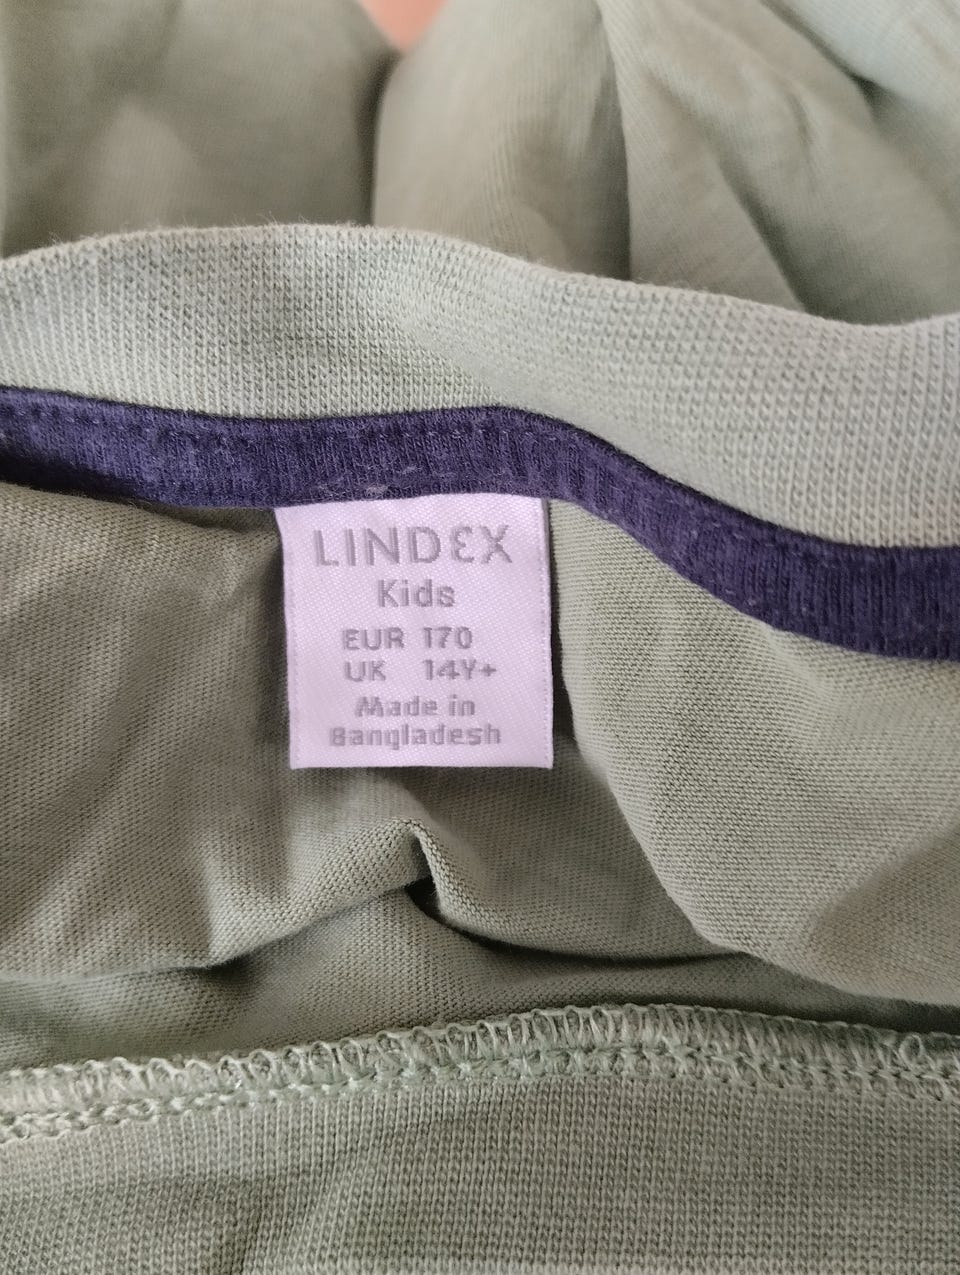 LINDEX
Kids
EUR 170
UK 14Y+
Made in
Bangladesh